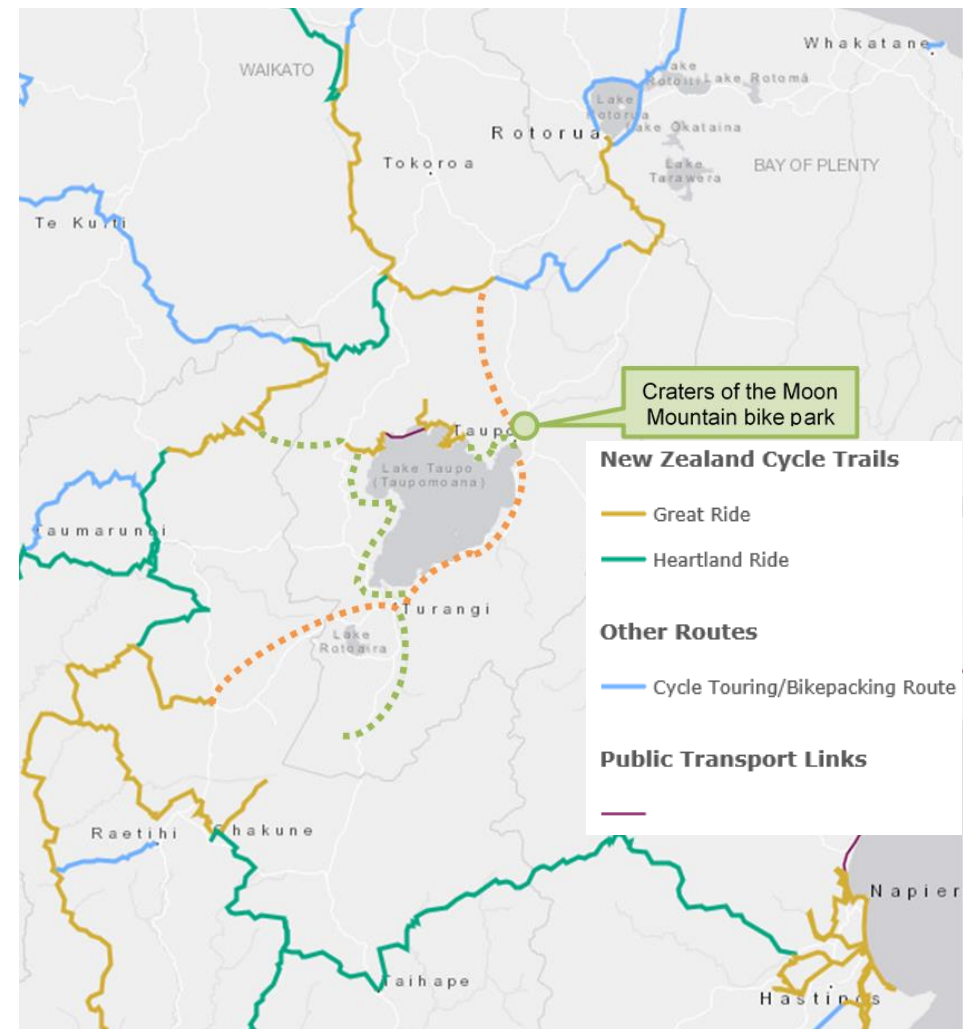 Whakatane
WAIKATO
Lake
Rotoiti
Lake Rotomā
Lake
Rotorua
Rotorua
Lake Okataina
Tokoroa
Lake
Tarawera
BAY OF PLENTY
Te Kuiti
Craters of the Moon
Mountain bike park
Taupo
New Zealand Cycle Trails
Lake Taupo
(Taupomoana)
Great Ride
Taumarunui
Heartland Ride
Turangi
Lake
Rotoaira
Other Routes
Cycle Touring/Bikepacking Route
Public Transport Links
Raetihi
Ohakune
Napier
Taihape
Hastings